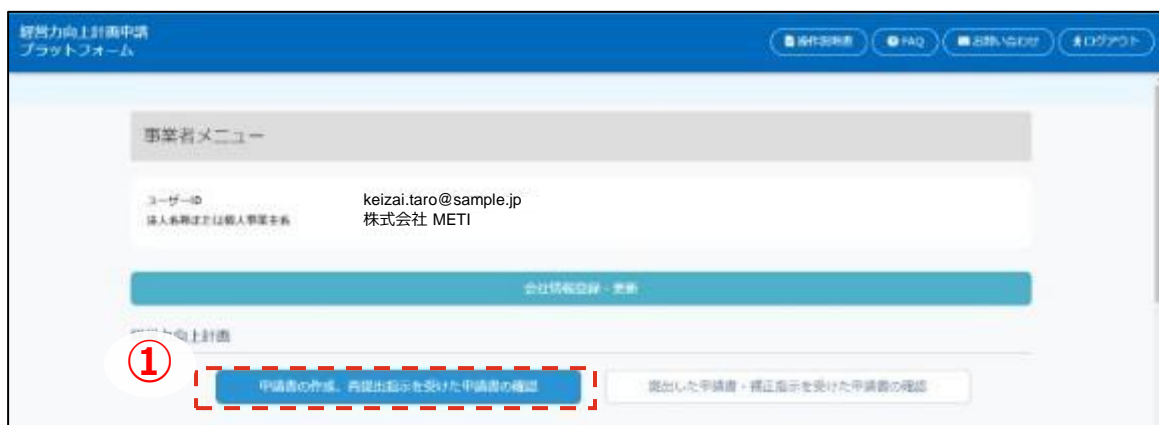 経営力向上計画申請
プラットフォーム
操作説明書
FAQ
お問い合わせ
ログアウト
事業者メニュー
ユーザーID
keizai.taro@sample.jp
法人名称または個人事業主名
株式会社 METI
会社情報登録・更新
経営力向上計画
①
申請書の作成、再提出指示を受けた申請書の確認
提出した申請書・補正指示を受けた申請書の確認